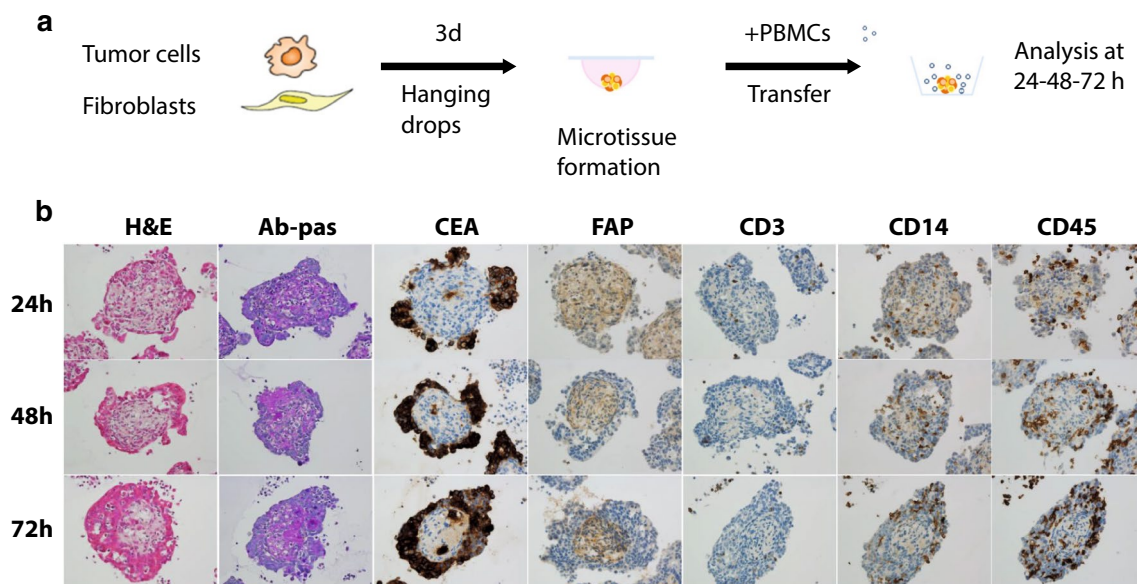 a
Tumor cells
Fibroblasts
3d
Hanging
drops
Microtissue
formation
+PBMCs
Transfer
Analysis at
24-48-72 h
b
H&E Ab-pas CEA FAP CD3 CD14 CD45
24h
48h
72h